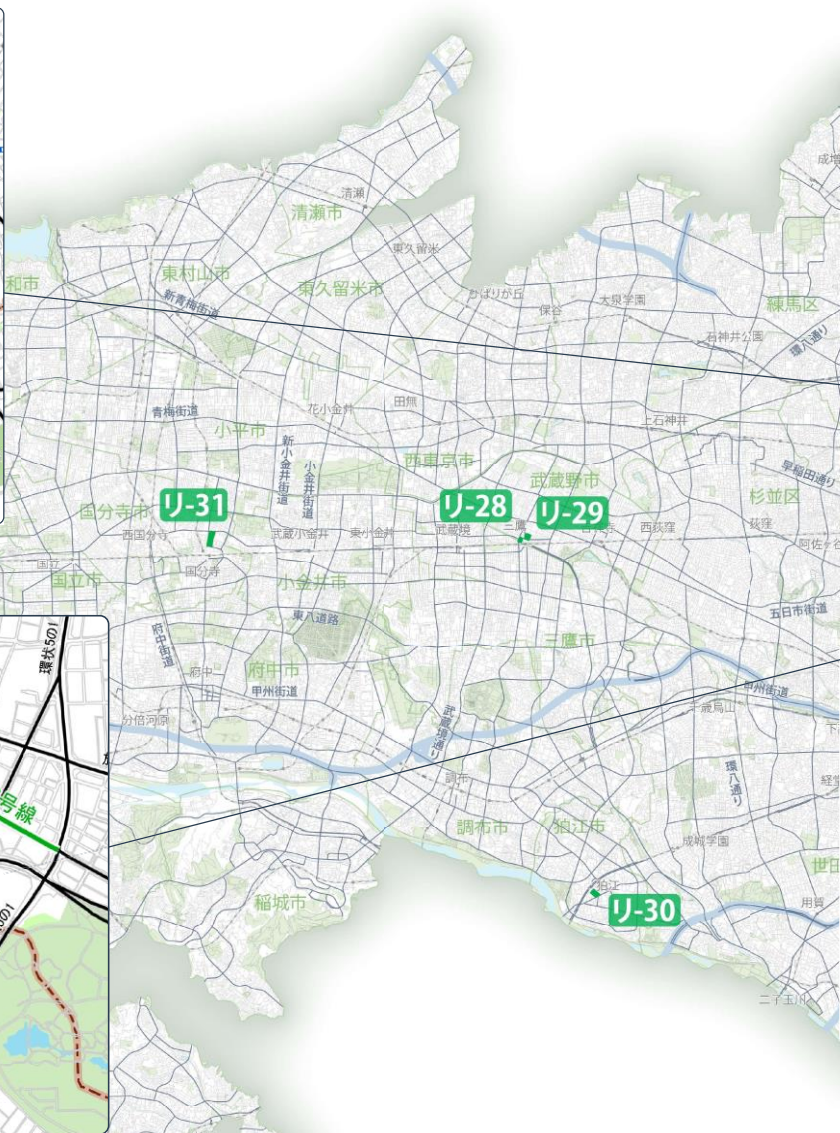 成増
清瀬
清瀬市
東久留米
和市
東村山市
新青梅街道
東久留米市
ひばりが丘
保谷
大泉学園
練馬区
石神井公園
環八通り
青梅街道
花小金井
田無
上石神井
小平市
新小金井街道
小金井街道
西東京市
早稲田通り
武蔵野市
杉並区
リ-31
リ-28
リ-29
国分寺市
西国分寺
武蔵小金井
東小金井
武蔵境
三鷹
西荻窪
荻窪
阿佐ヶ谷
国立
国立市
国分寺
小金井市
五日市街道
東八道路
府中街道
三鷹市
環状5の1
府中
府中市
甲州街道
甲州街道
千歳烏山
分倍河原
武蔵境通り
調布
環八通り
号線
調布市
狛江市
成城学園
世田
稲城市
狛江
リ-30
用賀
二子玉川